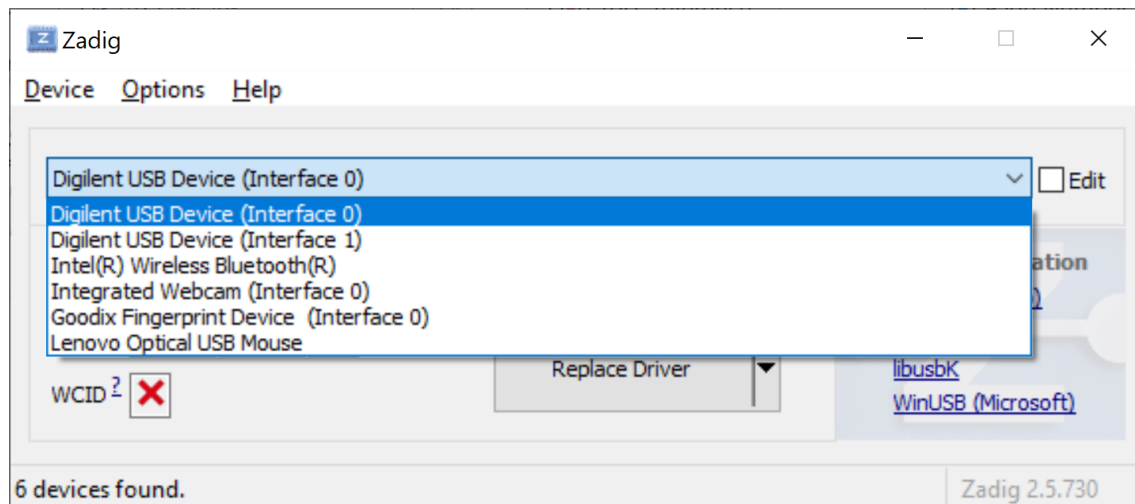 Zadig
Device Options Help
Digilent USB Device (Interface 0)
Edit
Digilent USB Device (Interface 0)
Digilent USB Device (Interface 1)
Intel(R) Wireless Bluetooth(R)
Integrated Webcam (Interface 0)
Goodix Fingerprint Device (Interface 0)
Lenovo Optical USB Mouse
ation
WCID ?
Replace Driver
libusbK
WinUSB (Microsoft)
6 devices found.
Zadig 2.5.730